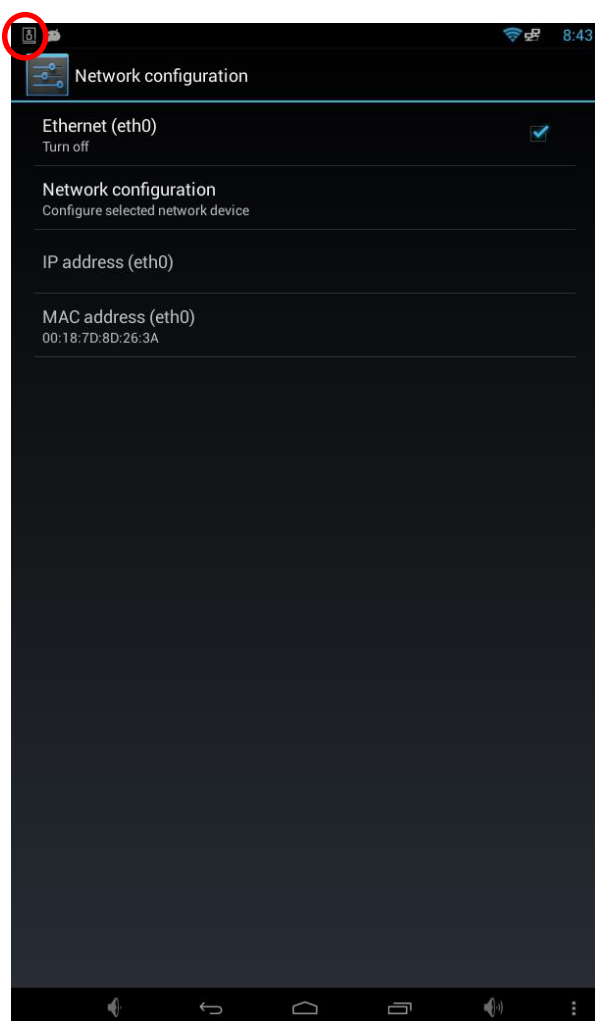 8:43
Network configuration
Ethernet (eth0)
Turn off
Network configuration
Configure selected network device
IP address (eth0)
MAC address (eth0)
00:18:7D:8D:26:3A